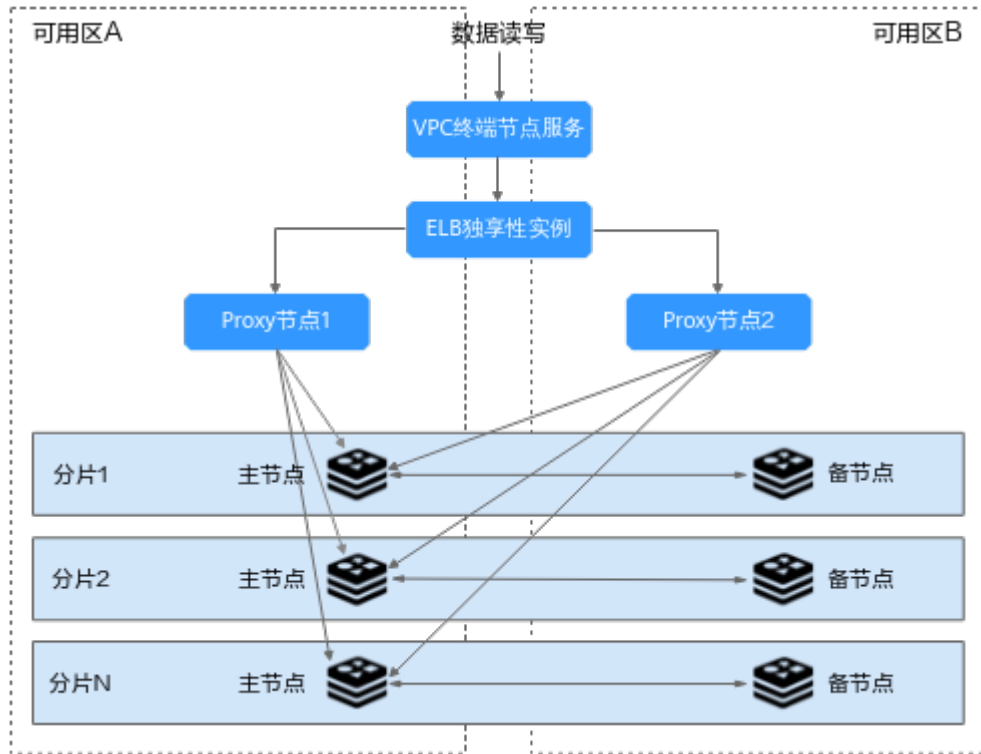 可用区A
数据读写
可用区B
VPC终端节点服务
ELB独享性实例
Proxy节点1
Proxy节点2
分片1
主节点
备节点
分片2
主节点
备节点
分片N
主节点
备节点